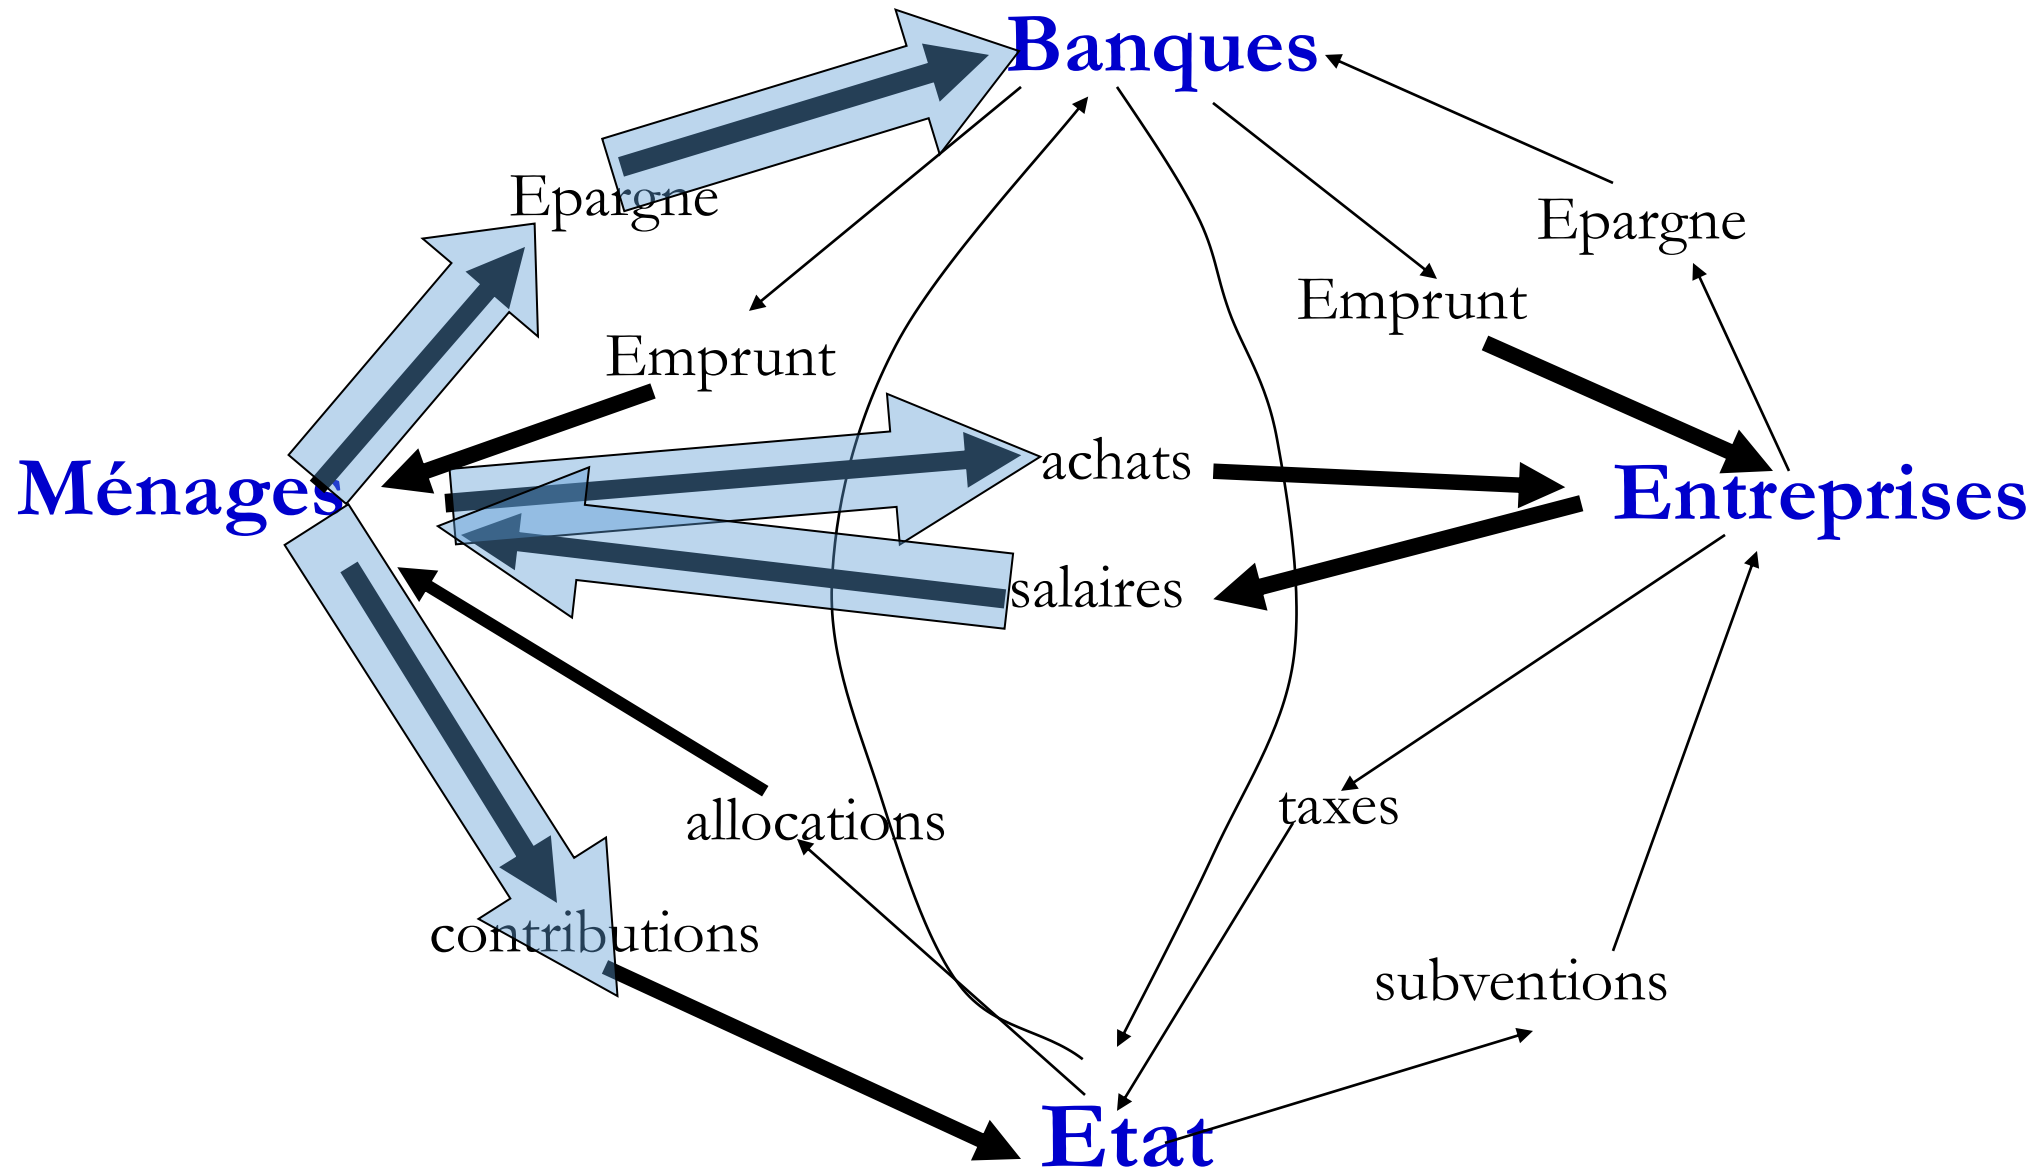 Banques
Epargne
Epargne
Emprunt
Emprunt
achats
Ménages
Entreprises
salaires
allocations
taxes
contributions
subventions
Etat